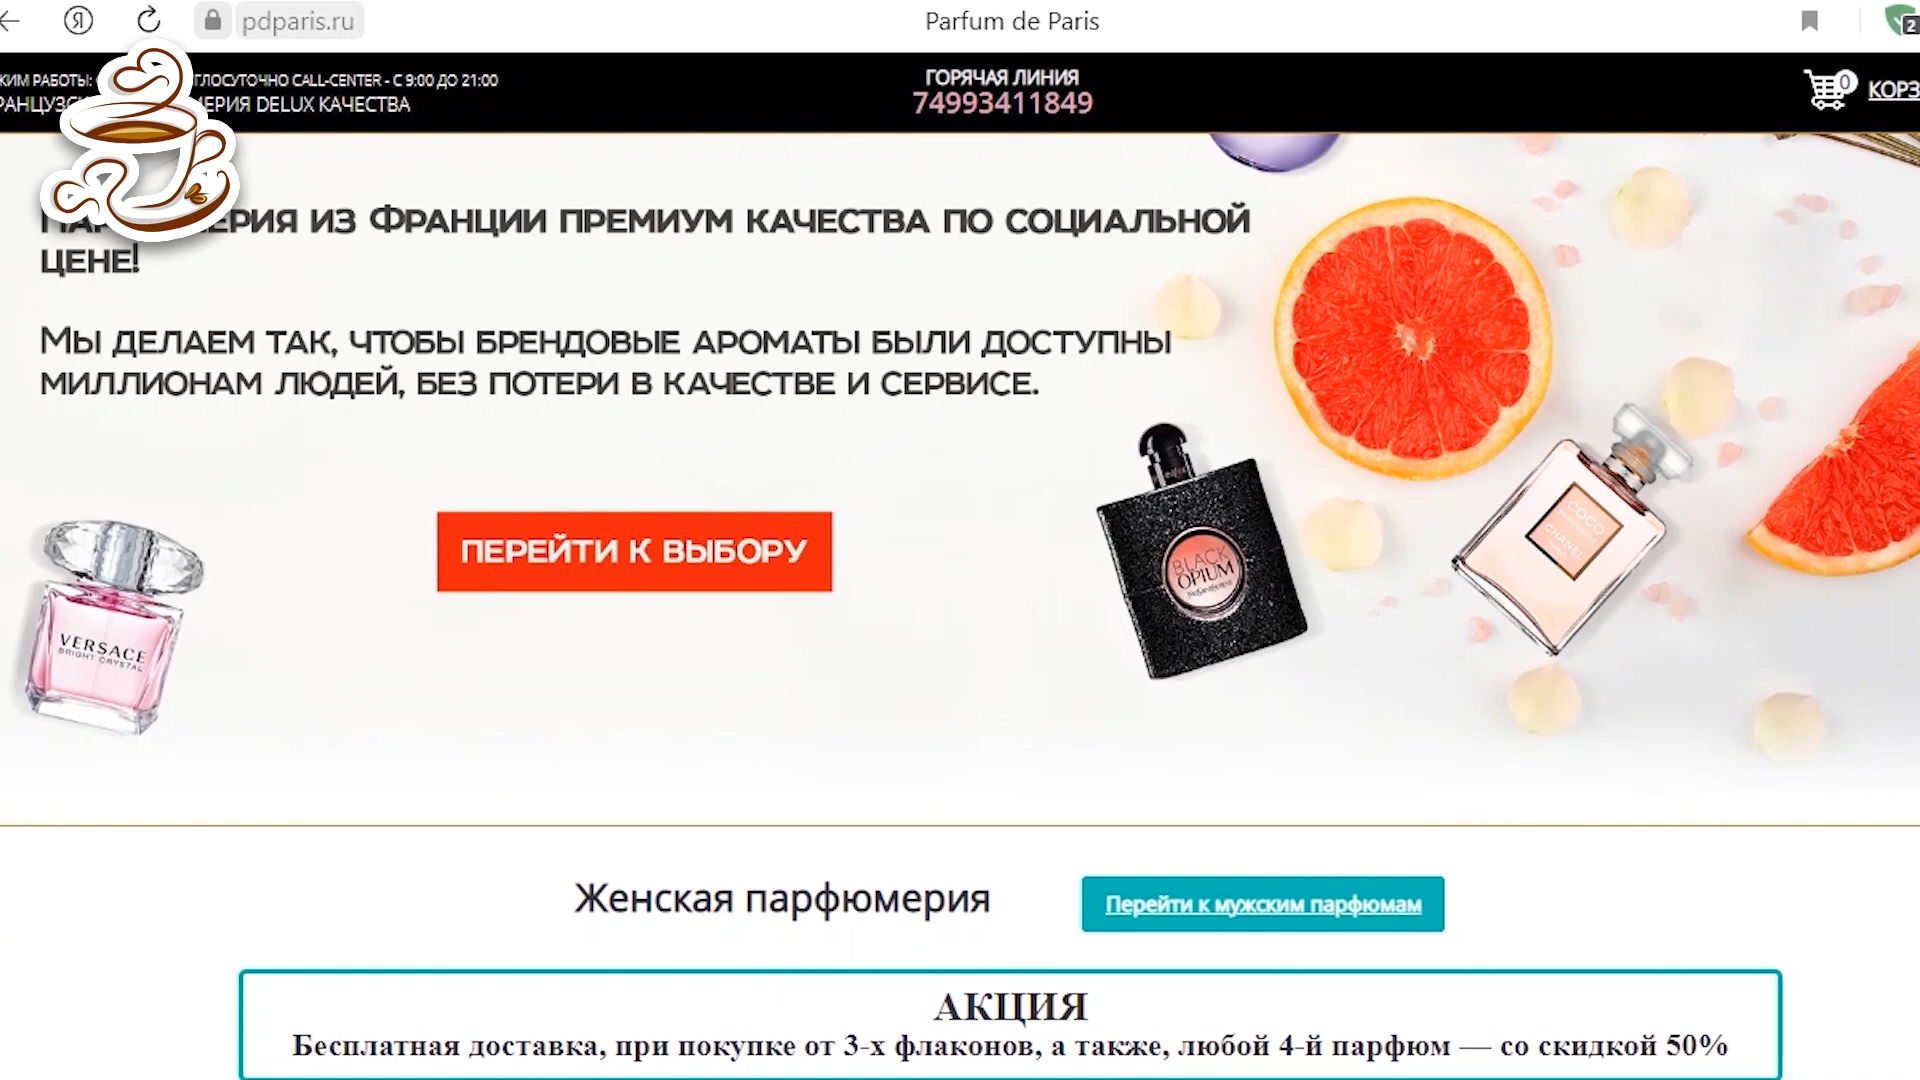 pdparis.ru
Parfum de Paris
2
РАБОТЫ:
CALL-CENTER - С 9:00 ДО 21:00
DELUX КАЧЕСТВА
ГОРЯЧАЯ ЛИНИЯ
74993411849
0
ИЗ ФРАНЦИИ ПРЕМИУМ КАЧЕСТВА ПО СОЦИАЛЬНОЙ
ЦЕНЕ!
МЫ ДЕЛАЕМ ТАК, ЧТОБЫ БРЕНДОВЫЕ АРОМАТЫ БЫЛИ ДОСТУПНЫ
МИЛЛИОНАМ ЛЮДЕЙ, БЕЗ ПОТЕРИ В КАЧЕСТВЕ И СЕРВИСЕ.
ПЕРЕЙТИ К ВЫБОРУ
VERSACE
BRIGHT CRYSTAL
BLACK
OPIUM
COCO
CHANEL
Женская парфюмерия
Перейти к мужским парфюмам
АКЦИЯ
Бесплатная доставка, при покупке от 3-х флаконов, а также, любой 4-й парфюм — со скидкой 50%